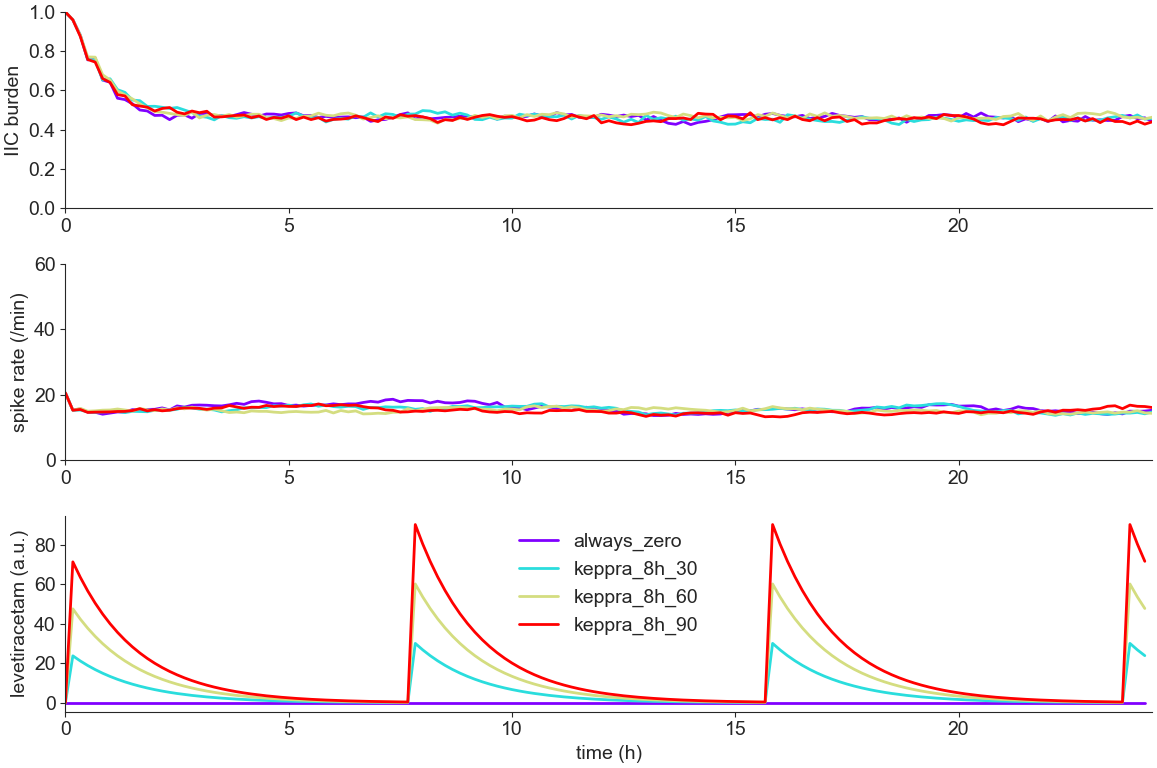 IIC burden
1.0
0.8
0.6
0.4
0.2
0.0
0 5 10 15 20
spike rate (/min)
60
40
20
0
0 5 10 15 20
levetiracetam (a.u.)
80
60
40
20
0
always_zero
keppra_8h_30
keppra_8h_60
keppra_8h_90
0 5 10 15 20
time (h)